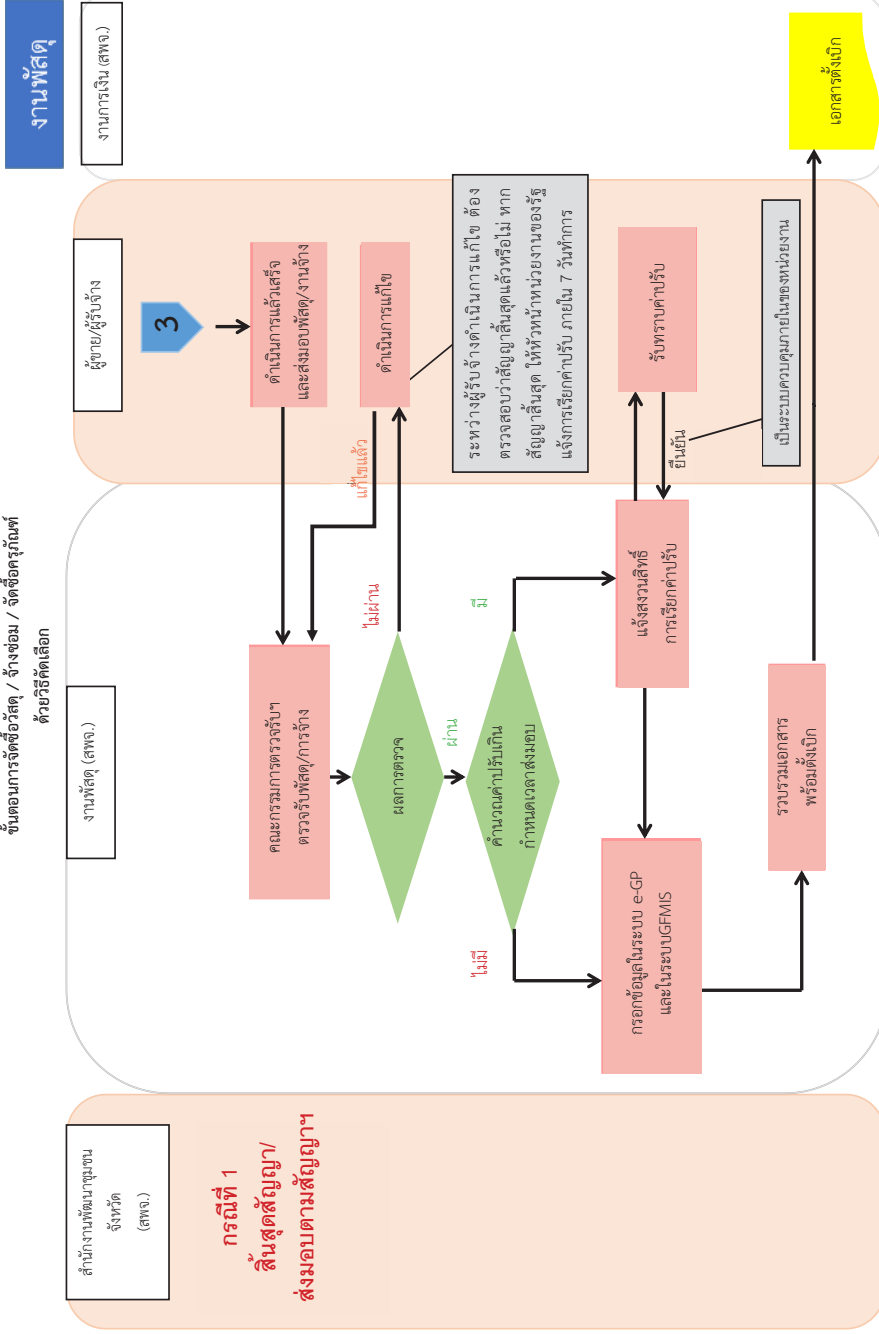 งานพัสดุ
ขั้นตอนการจัดซื้อวัสดุ / จ้างซ่อม / จัดซื้อครุภัณฑ์
ด้วยวิธีคัดเลือก
สำนักงานพัฒนาชุมชน
จังหวัด
(สพจ.)
งานพัสดุ (สพจ.)
ผู้ขาย/ผู้รับจ้าง
งานการเงิน (สพจ.)
กรณีที่ 1
สิ้นสุดสัญญา/
ส่งมอบตามสัญญาฯ
3
ดำเนินการแล้วเสร็จ
และส่งมอบพัสดุ/งานจ้าง
คณะกรรมการตรวจรับฯ
ตรวจรับพัสดุ/การจ้าง
แก้ไขแล้ว
ดำเนินการแก้ไข
ไม่ผ่าน
ผลการตรวจ
ผ่าน
ระหว่างผู้รับจ้างดำเนินการแก้ไข ต้อง
ตรวจสอบว่าสัญญาสิ้นสุดแล้วหรือไม่ หาก
สัญญาสิ้นสุด ให้หัวหน้าหน่วยงานของรัฐ
แจ้งการเรียกค่าปรับ ภายใน 7 วันทำการ
คำนวณค่าปรับเกิน
กำหนดเวลาส่งมอบ
ไม่มี
มี
แจ้งสงวนสิทธิ์
การเรียกค่าปรับ
รับทราบค่าปรับ
ยืนยัน
กรอกข้อมูลในระบบ e-GP
และในระบบGFMIS
เป็นระบบควบคุมภายในของหน่วยงาน
รวบรวมเอกสาร
พร้อมตั้งเบิก
เอกสารตั้งเบิก